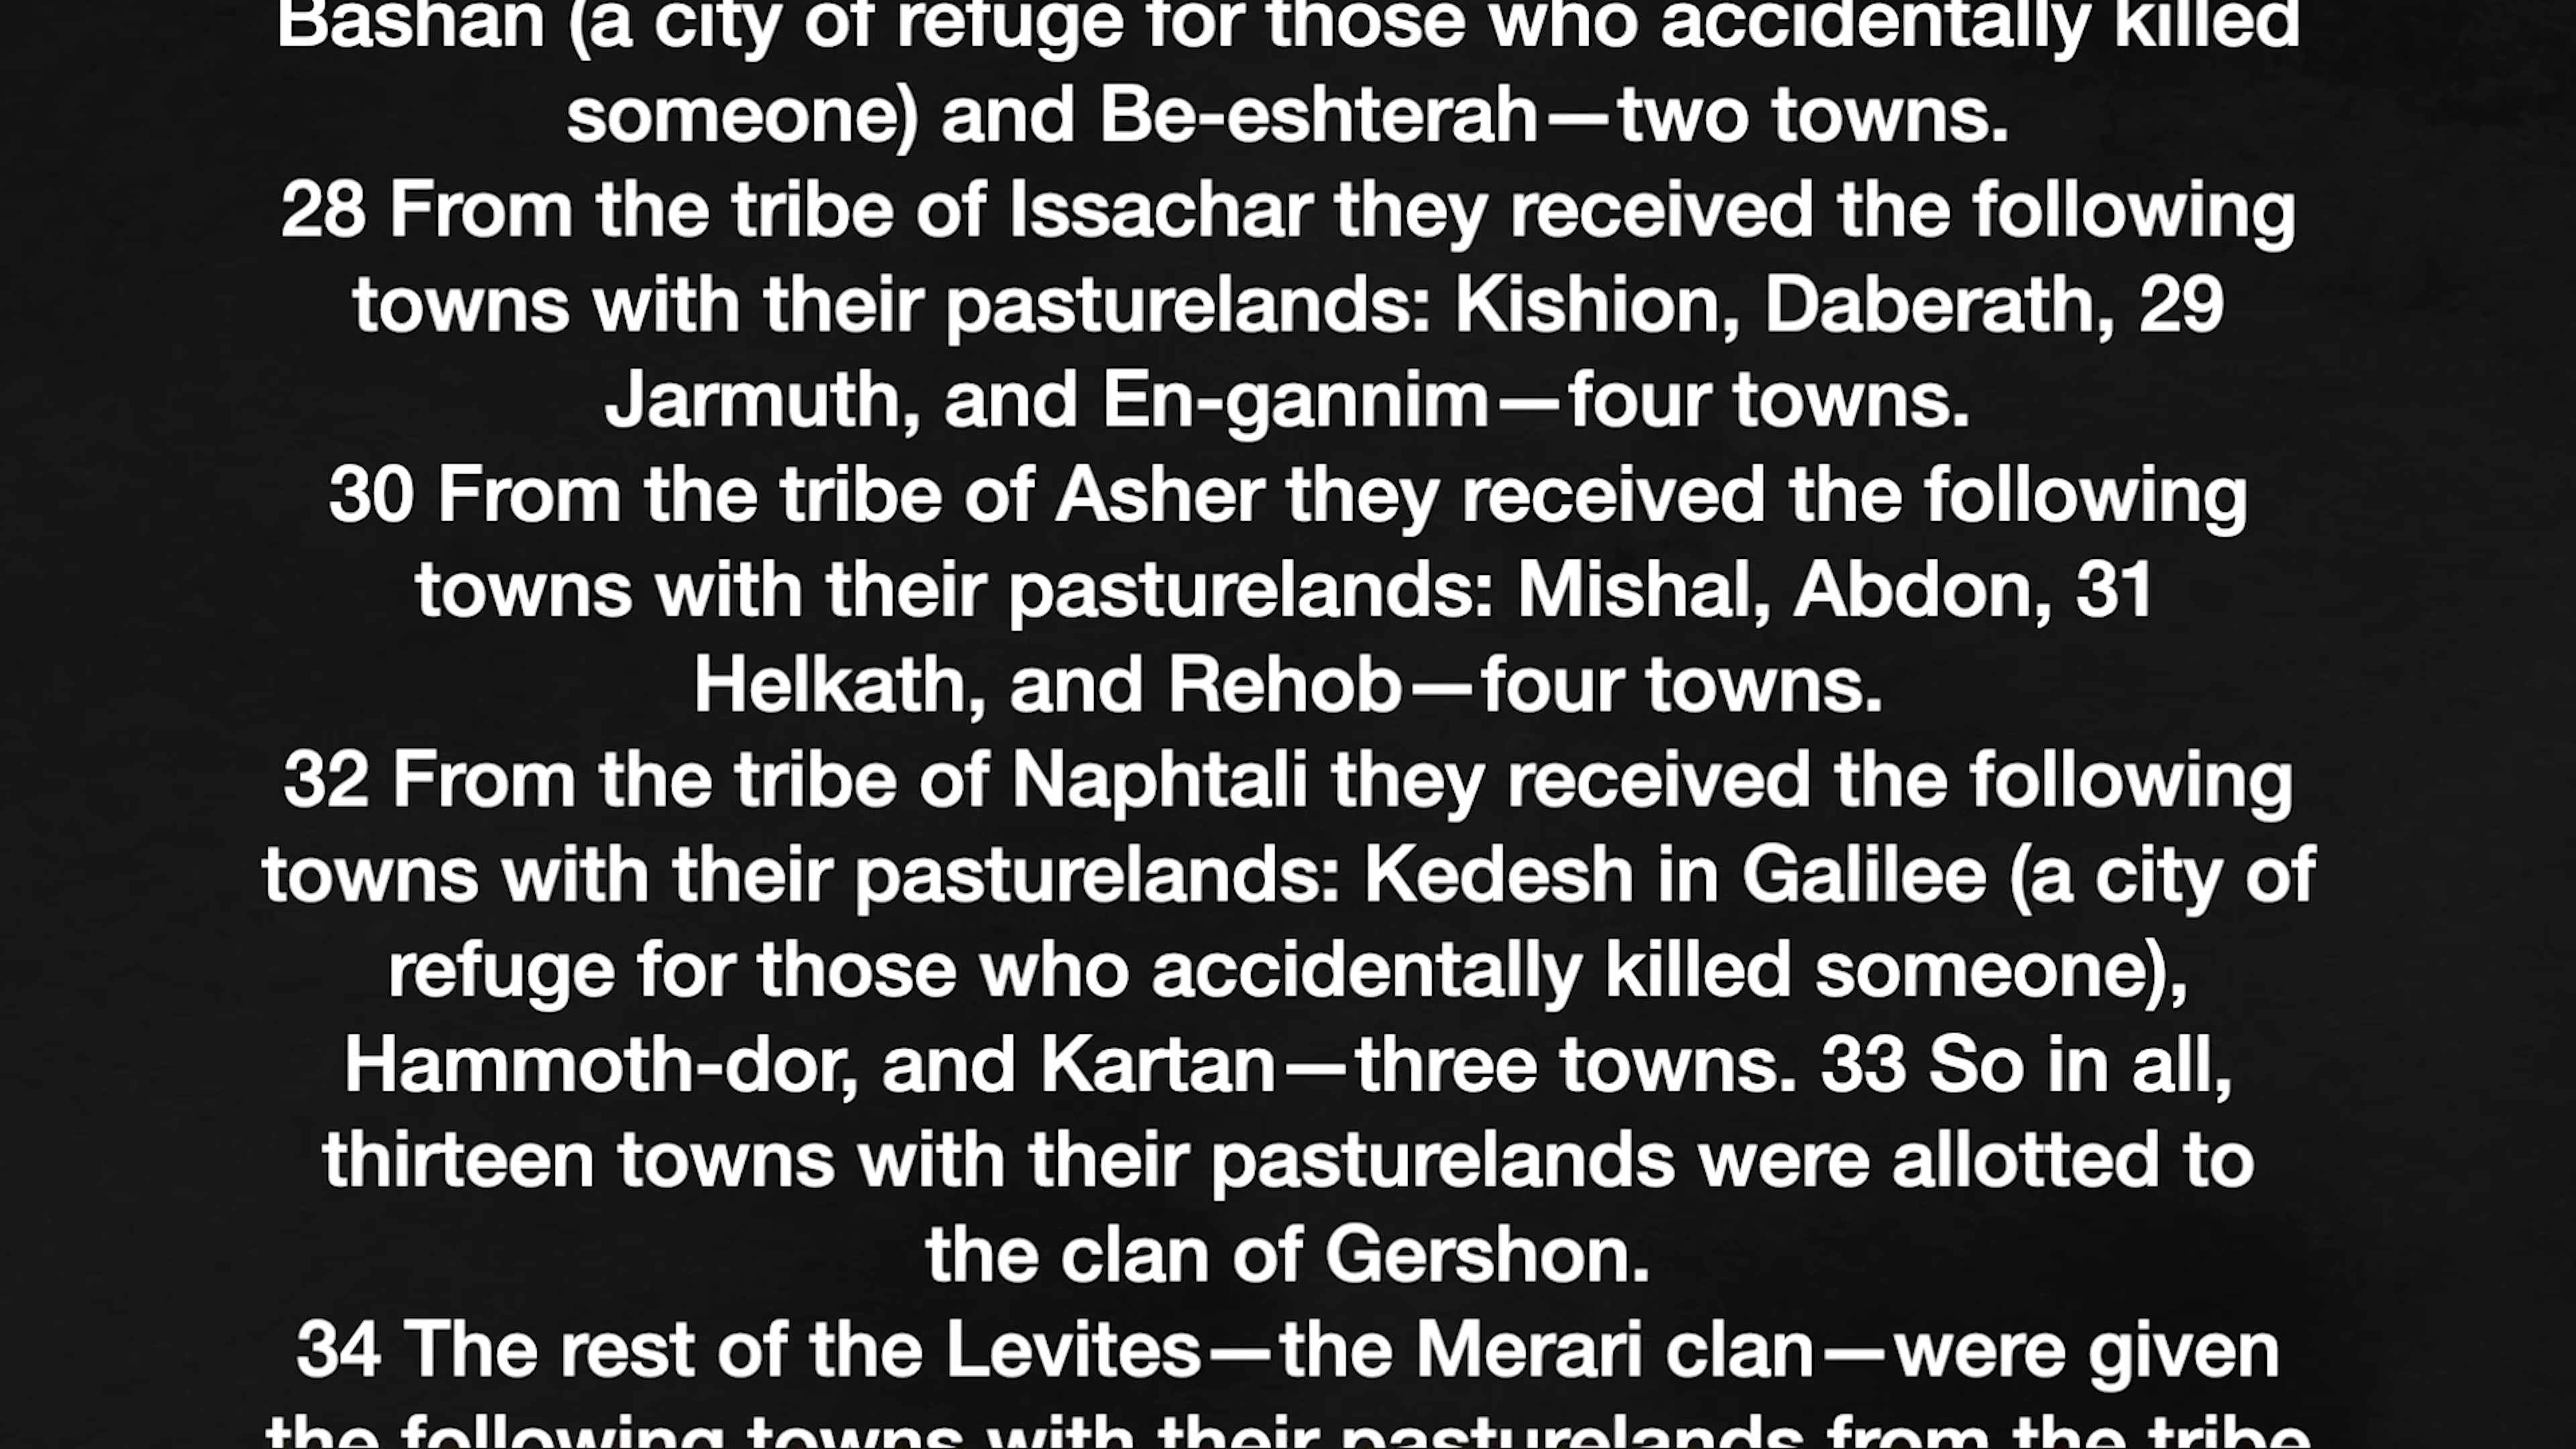 Bashan (a city of refuge for those who accidentally killed
someone) and Be-eshterah—two towns.
28 From the tribe of Issachar they received the following
towns with their pasturelands: Kishion, Daberath, 29
Jarmuth, and En-gannim—four towns.
30 From the tribe of Asher they received the following
towns with their pasturelands: Mishal, Abdon, 31
Helkath, and Rehob—four towns.
32 From the tribe of Naphtali they received the following
towns with their pasturelands: Kedesh in Galilee (a city of
refuge for those who accidentally killed someone),
Hammoth-dor, and Kartan—three towns. 33 So in all,
thirteen towns with their pasturelands were allotted to
the clan of Gershon.
34 The rest of the Levites—the Merari clan—were given
the following towns with their pasturelands from the tribe